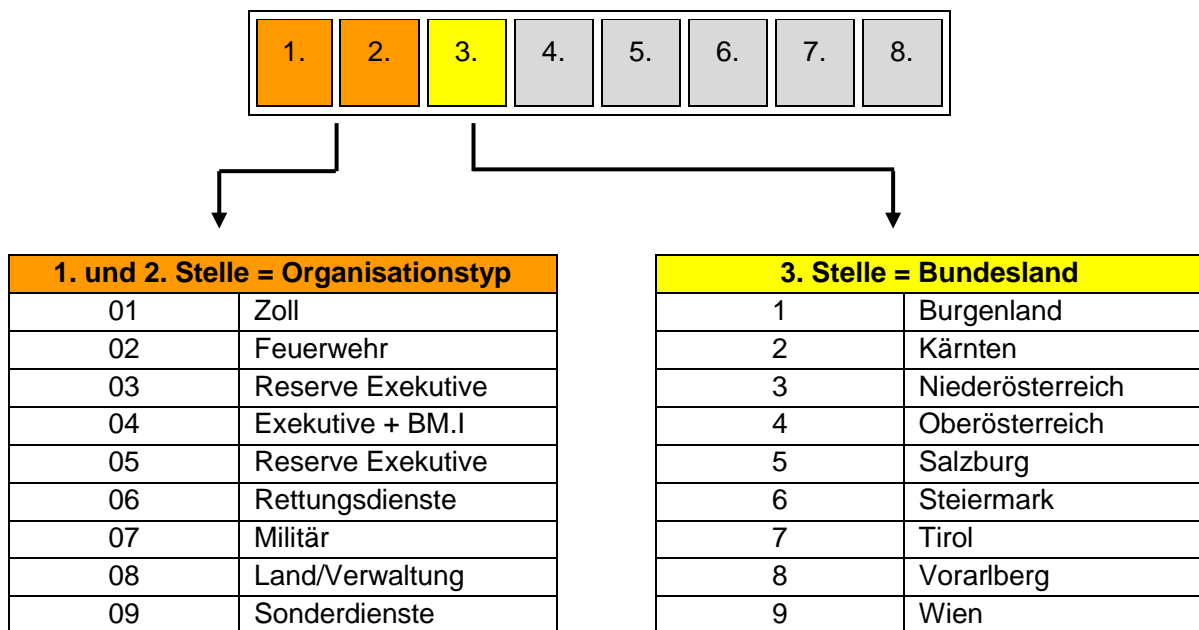 1. 2. 3. 4. 5. 6. 7. 8.
1. und 2. Stelle = Organisationstyp
01 Zoll
02 Feuerwehr
03 Reserve Exekutive
04 Exekutive + BM.I
05 Reserve Exekutive
06 Rettungsdienste
07 Militär
08 Land/Verwaltung
09 Sonderdienste
3. Stelle = Bundesland
1 Burgenland
2 Kärnten
3 Niederösterreich
4 Oberösterreich
5 Salzburg
6 Steiermark
7 Tirol
8 Vorarlberg
9 Wien